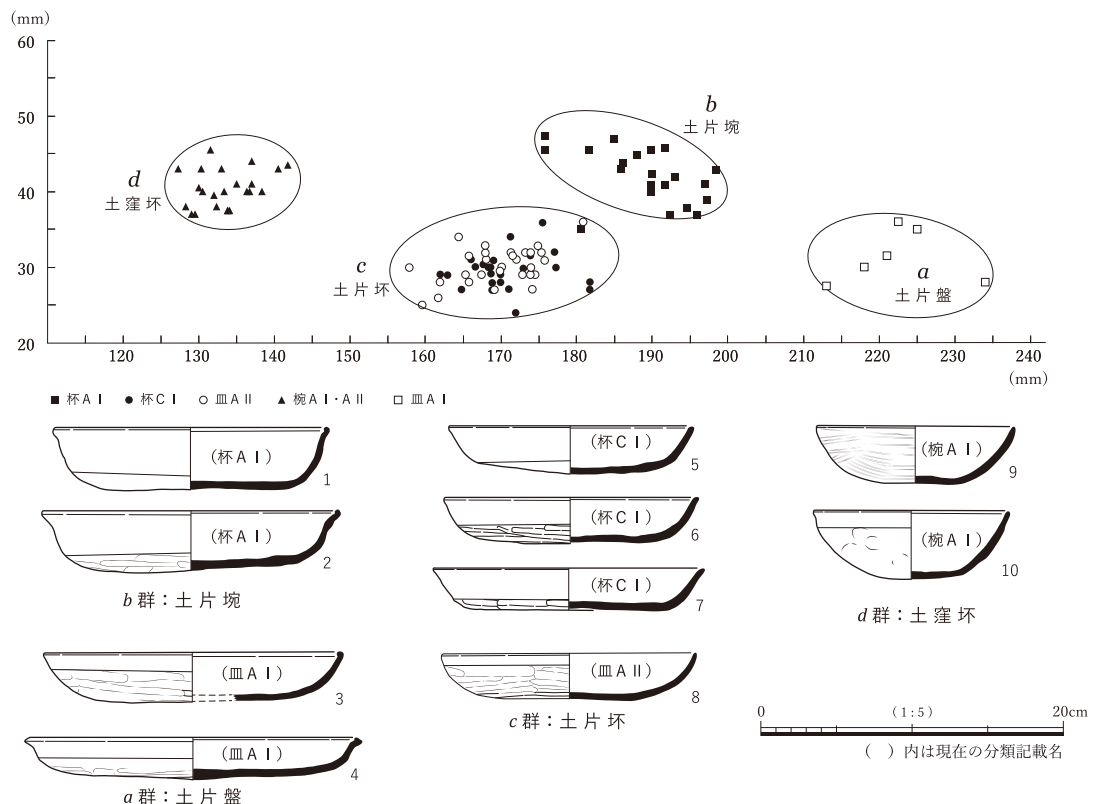 (mm)
60
50
40
30
20
d
土窪坏
b
土片埦
c
土片坏
a
土片盤
120 130 140 150 160 170 180 190 200 210 220 230 240
(mm)
■ 杯AⅠ ● 杯CⅠ ○ 皿AⅡ ▲ 椀AⅠ・AⅡ □ 皿AⅠ
(杯AⅠ)
1
(杯AⅠ)
2
b群：土片埦
(皿AⅠ)
3
(皿AⅠ)
4
a群：土片盤
(杯CⅠ)
5
(杯CⅠ)
6
(杯CⅠ)
7
(皿AⅡ)
8
c群：土片坏
(椀AⅠ)
9
(椀AⅠ)
10
d群：土窪坏
0 (1:5) 20cm
（ ）内は現在の分類記載名